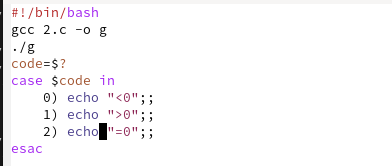 #!/bin/bash
gcc 2.c -o g
./g
code=$?
case $code in
    0) echo "<0";;
    1) echo ">0";;
    2) echo "=0";;
esac